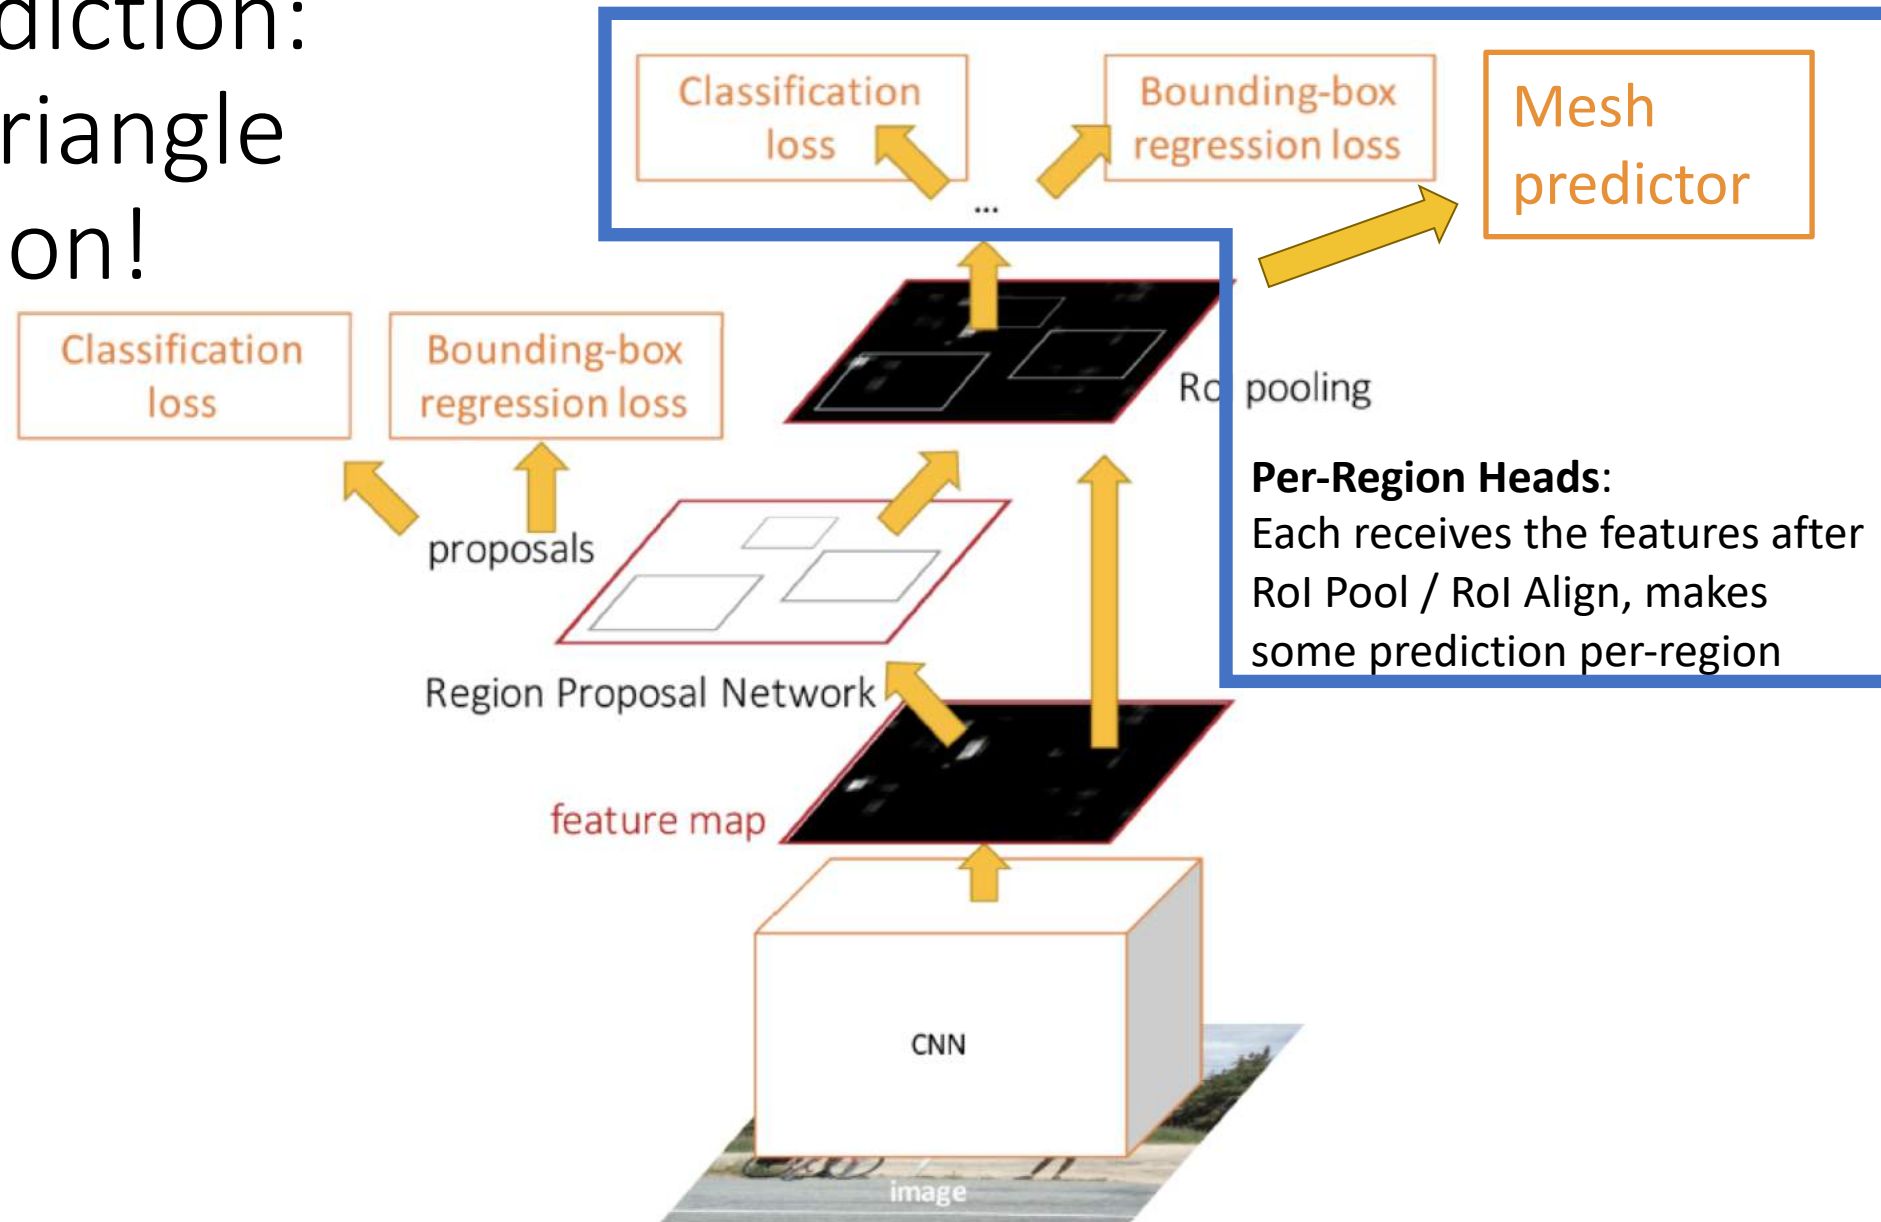 diction:
riangle
on!
Classification
loss
Bounding-box
regression loss
Mesh
predictor
...
Classification
loss
Bounding-box
regression loss
RoI pooling
proposals
Per-Region Heads:
Each receives the features after
RoI Pool / RoI Align, makes
some prediction per-region
Region Proposal Network
feature map
CNN
image